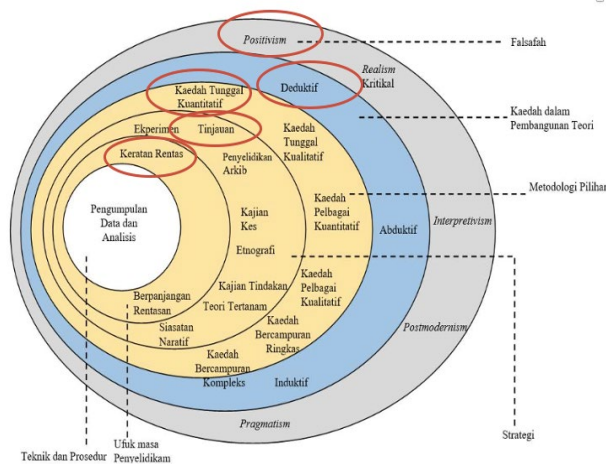 Positivism
Falsafah
Realism
Kritikal
Deduktif
Kaedah Tunggal
Kuantitatif
Kaedah dalam
Pembangunan Teori
Ekperimen
Tinjauan
Kaedah
Tunggal
Kualitatif
Keratan Rentas
Penyelidikan
Arkib
Metodologi Pilihan
Kaedah
Pelbagai
Kuantitatif
Pengumpulan
Data dan
Analisis
Kajian
Kes
Interpretivism
Abduktif
Etnografi
Kaedah
Pelbagai
Kualitatif
Kajian Tindakan
Berpanjangan
Rentasan
Teori Tertanam
Siasatan
Naratif
Kaedah
Bercampuran
Ringkas
Postmodernism
Kaedah
Bercampuran
Kompleks
Induktif
Pragmatism
Strategi
Teknik dan Prosedur
Ufuk masa
Penyelidikam